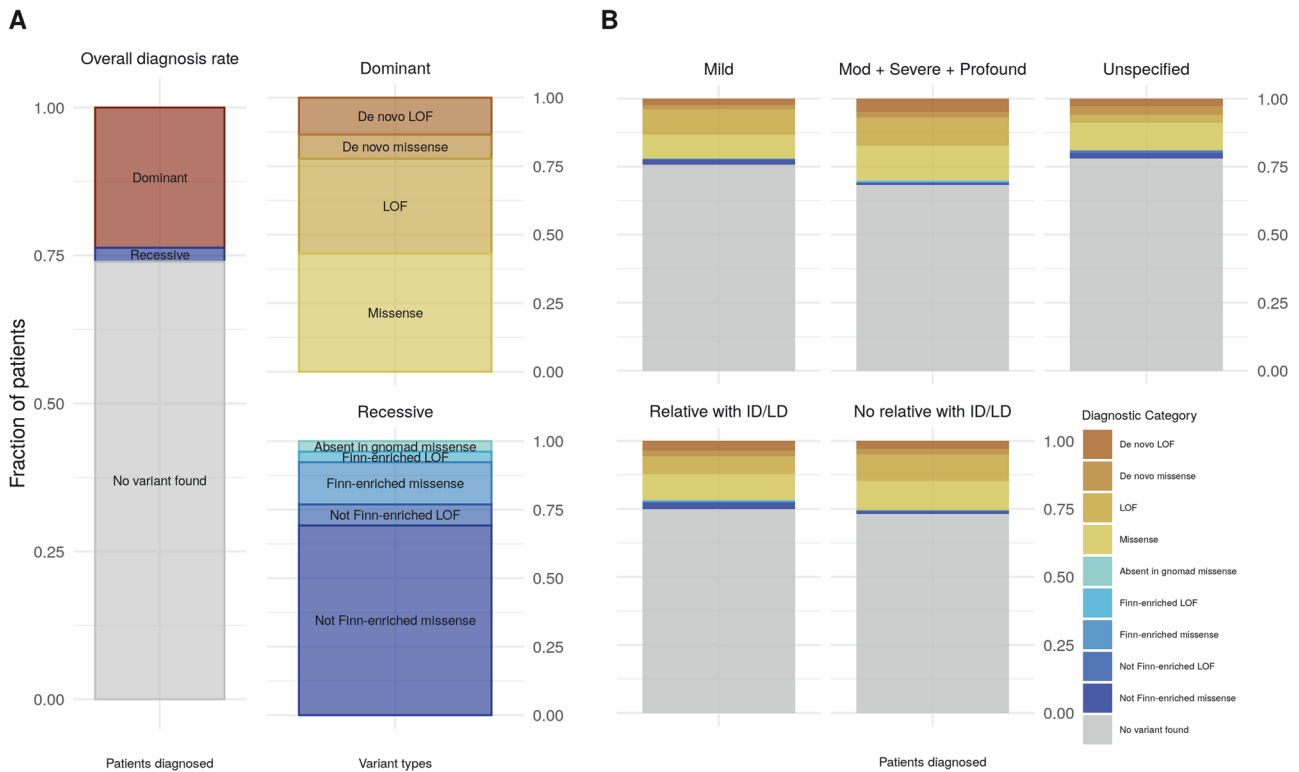 A
B
Overall diagnosis rate
Dominant
Mild
Mod + Severe + Profound
Unspecified
Fraction of patients
1.00
0.75
0.50
0.25
0.00
Dominant
Recessive
No variant found
De novo LOF
De novo missense
LOF
Missense
1.00
0.75
0.50
0.25
0.00
1.00
0.75
0.50
0.25
0.00
Recessive
Absent in gnomad missense
Finn-enriched LOF
Finn-enriched missense
Not Finn-enriched LOF
Not Finn-enriched missense
1.00
0.75
0.50
0.25
0.00
Relative with ID/LD
No relative with ID/LD
1.00
0.75
0.50
0.25
0.00
Diagnostic Category
De novo LOF
De novo missense
LOF
Missense
Absent in gnomad missense
Finn-enriched LOF
Finn-enriched missense
Not Finn-enriched LOF
Not Finn-enriched missense
No variant found
Patients diagnosed
Variant types
Patients diagnosed